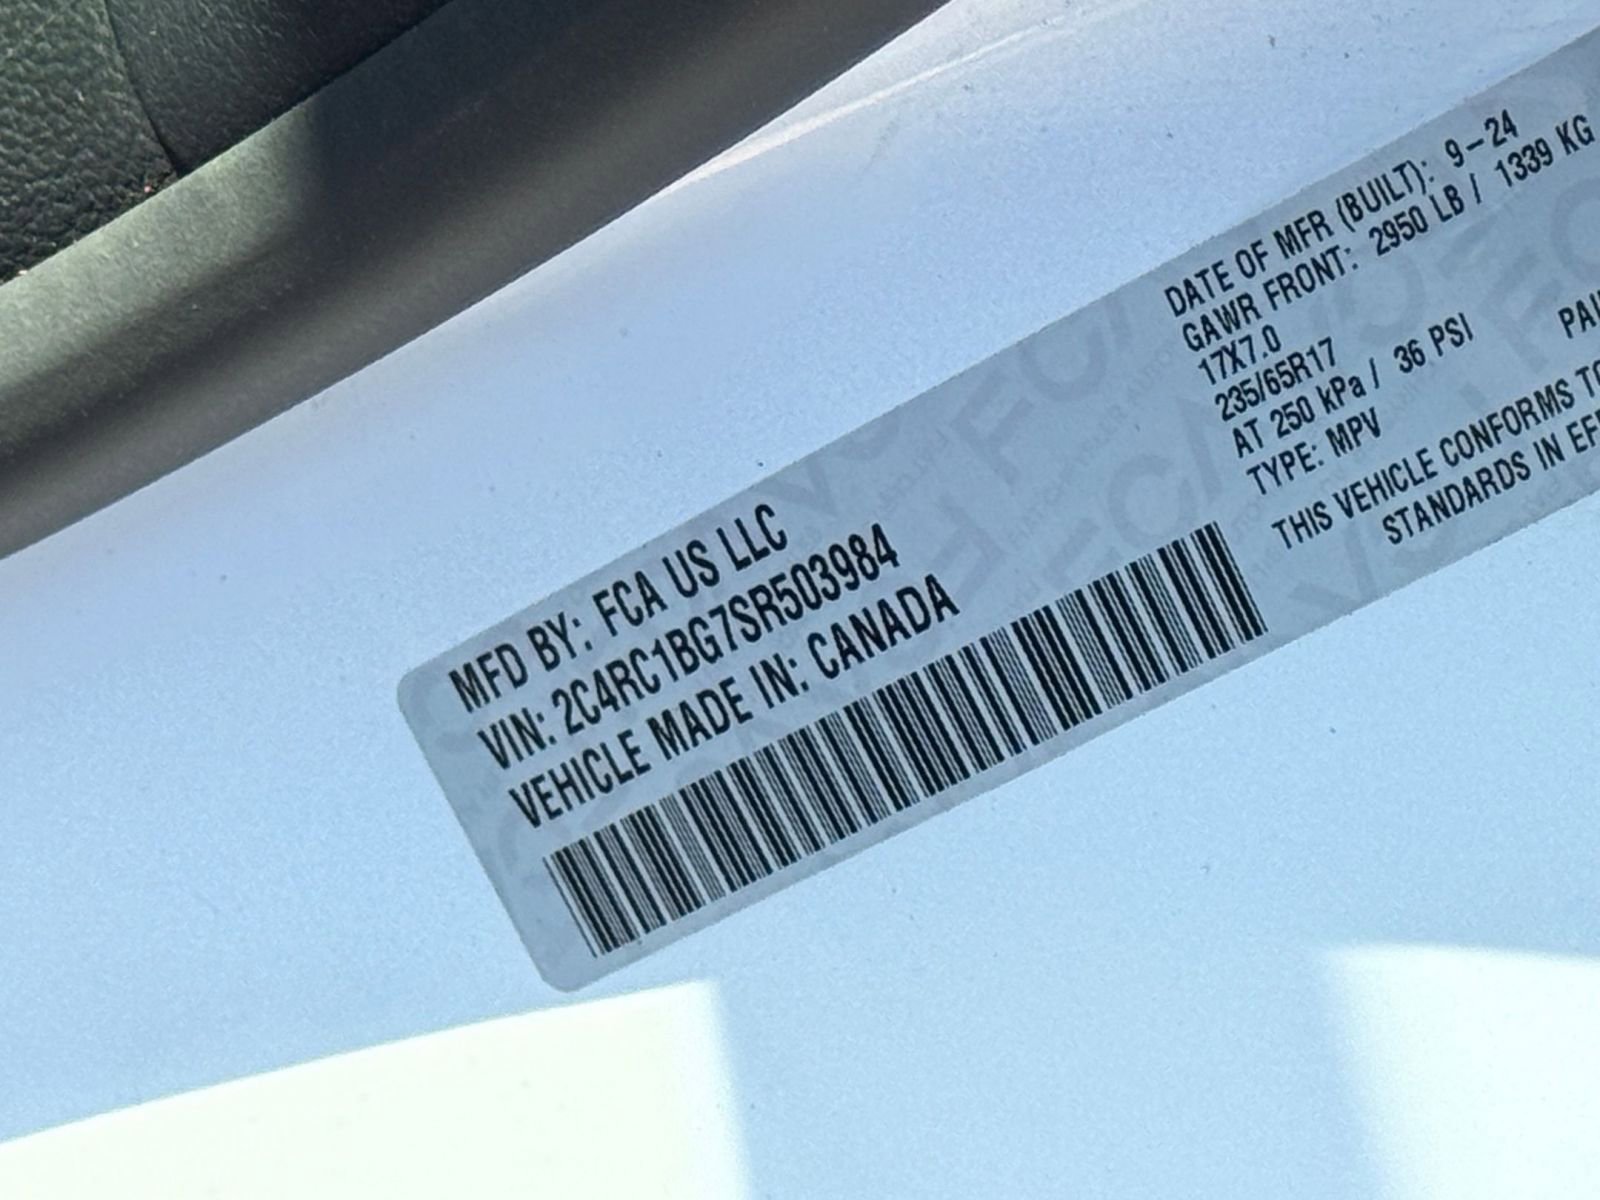 MFD BY: FCA US LLC
VIN: 2C4RC1BG7SR503984
VEHICLE MADE IN: CANADA
DATE OF MFR (BUILT): 9-24
GAWR FRONT: 2950 LB / 1339 KG
17X7.0
235/65R17
AT 250 kPa / 36 PSI
TYPE: MPV
THIS VEHICLE CONFORMS TO
STANDARDS IN